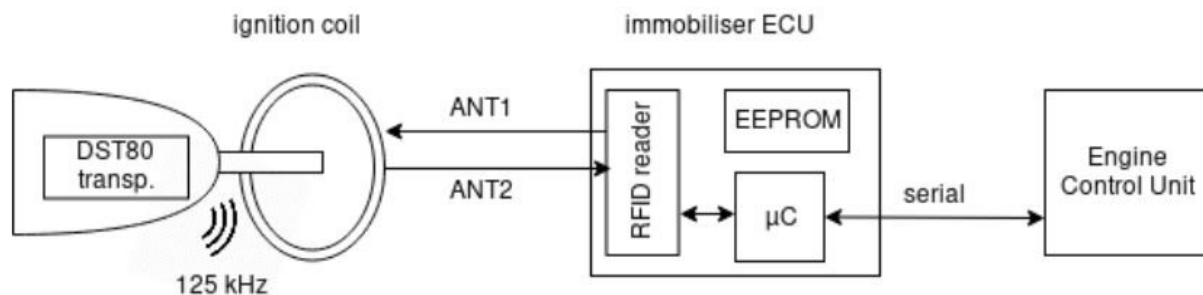 ignition coil
immobiliser ECU
DST80
transp.
125 kHz
ANT1
ANT2
RFID reader
EEPROM
µC
serial
Engine
Control Unit